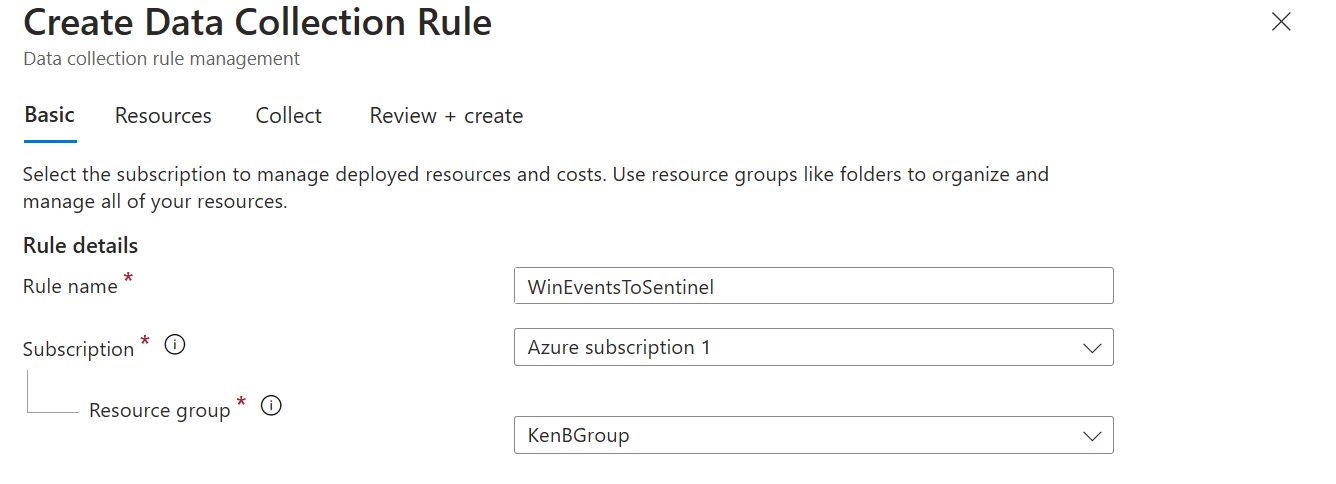 Create Data Collection Rule
Data collection rule management
Basic Resources Collect Review + create
Select the subscription to manage deployed resources and costs. Use resource groups like folders to organize and
manage all of your resources.
Rule details
Rule name * WinEventsToSentinel
Subscription * Azure subscription 1
Resource group *
KenBGroup